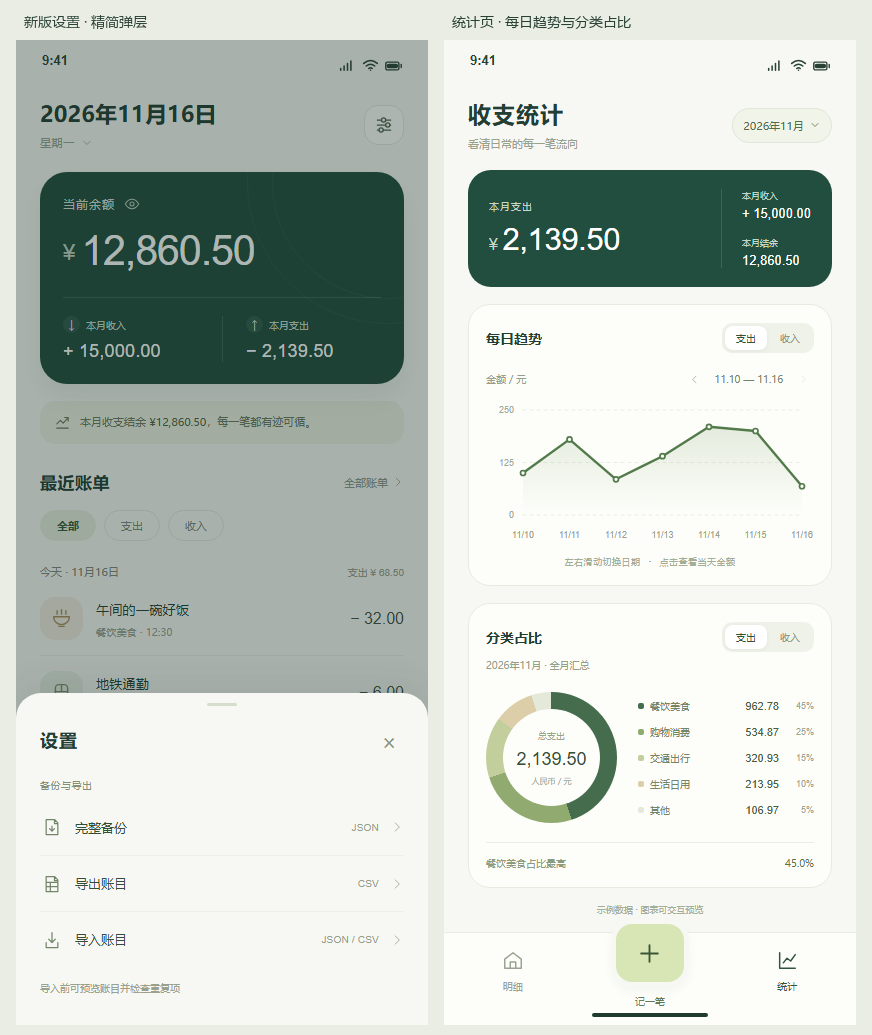 新版设置 · 精简弹层
9:41
2026年11月16日
星期一
当前余额
¥ 12,860.50
本月收入
+ 15,000.00
本月支出
− 2,139.50
本月收支结余 ¥12,860.50，每一笔都有迹可循。
最近账单
全部账单
全部
支出
收入
今天 · 11月16日
支出 ¥ 68.50
午间的一碗好饭
餐饮美食 · 12:30
− 32.00
地铁通勤
− 6.00
设置
备份与导出
完整备份
JSON
导出账目
CSV
导入账目
JSON / CSV
导入前可预览账目并检查重复项
统计页 · 每日趋势与分类占比
9:41
收支统计
看清日常的每一笔流向
2026年11月
本月支出
¥ 2,139.50
本月收入
+ 15,000.00
本月结余
12,860.50
每日趋势
支出
收入
金额 / 元
11.10 — 11.16
250
125
0
11/10 11/11 11/12 11/13 11/14 11/15 11/16
左右滑动切换日期 · 点击查看当天金额
分类占比
支出
收入
2026年11月 · 全月汇总
总支出
2,139.50
人民币 / 元
餐饮美食 962.78 45%
购物消费 534.87 25%
交通出行 320.93 15%
生活日用 213.95 10%
其他 106.97 5%
餐饮美食占比最高
45.0%
示例数据 · 图表可交互预览
明细
记一笔
统计